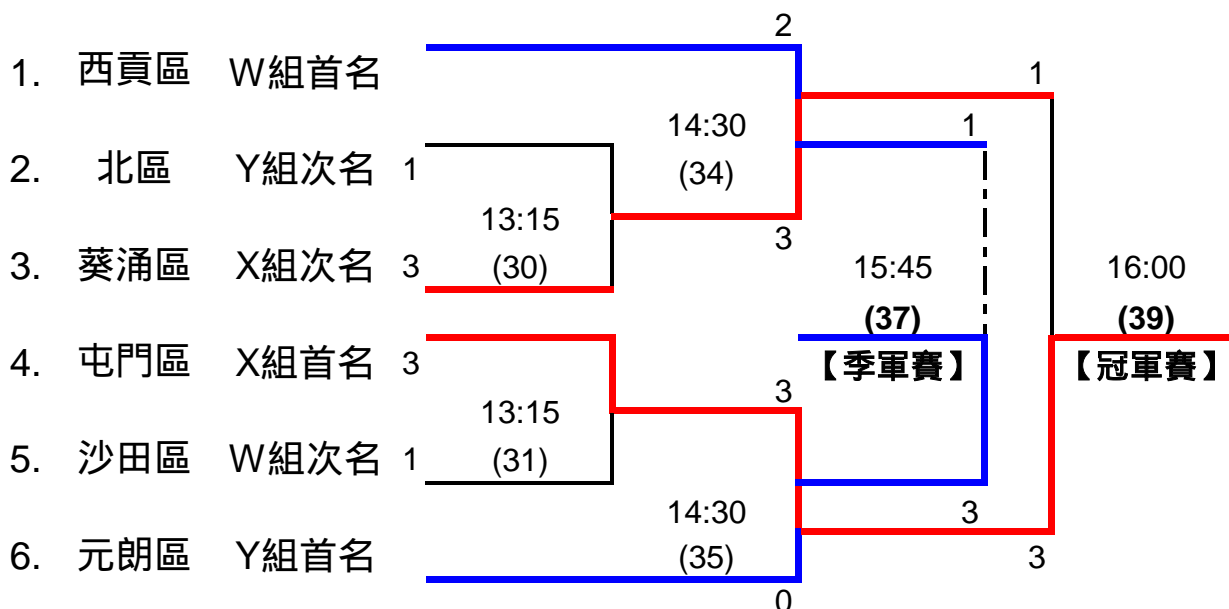 2
1. 西貢區 W組首名
1
14:30
1
2. 北區 Y組次名 1
(34)
13:15
3
3. 葵涌區 X組次名 3
(30)
15:45
16:00
(37)
(39)
4. 屯門區 X組首名 3
【季軍賽】
【冠軍賽】
3
13:15
5. 沙田區 W組次名 1
(31)
14:30
3
6. 元朗區 Y組首名
(35)
3
0